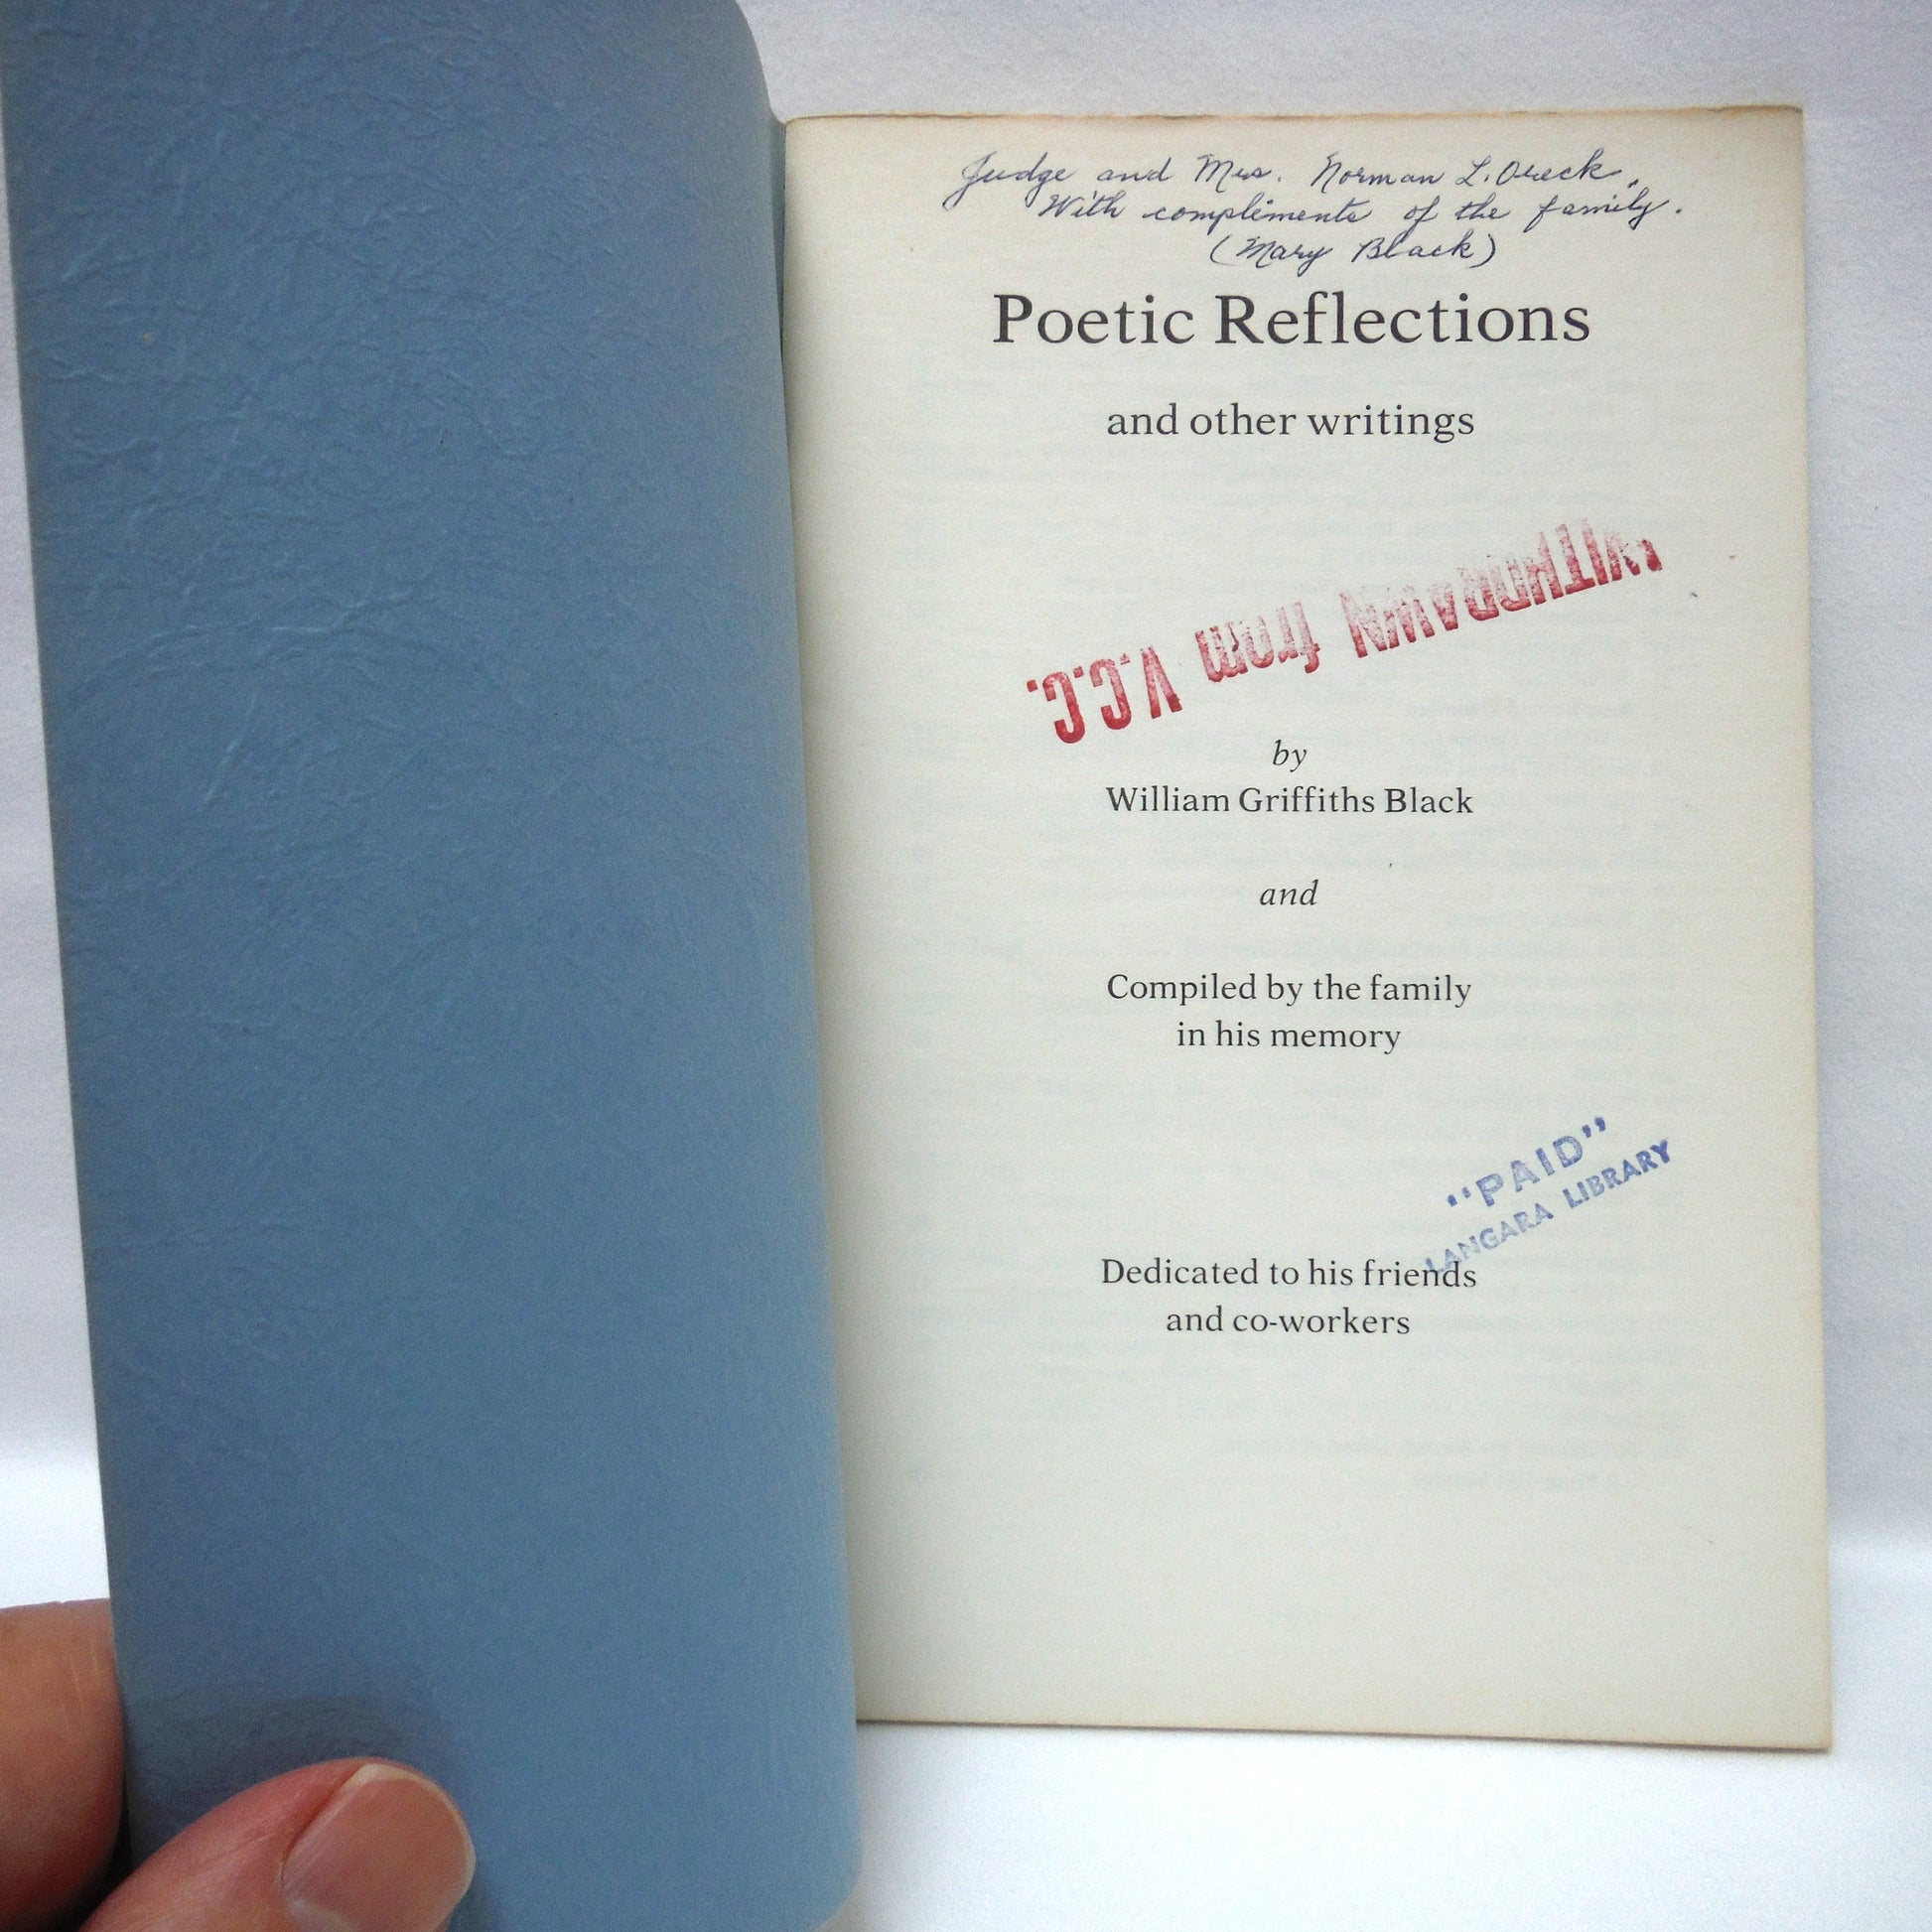 Judge and Mrs. Norman L. Oreck,
With compliments of the family.
(Mary Black)
Poetic Reflections
and other writings
WITHDRAWN from V.C.C.
by
William Griffiths Black
and
Compiled by the family
in his memory
"PAID"
LANGARA LIBRARY
Dedicated to his friends
and co-workers